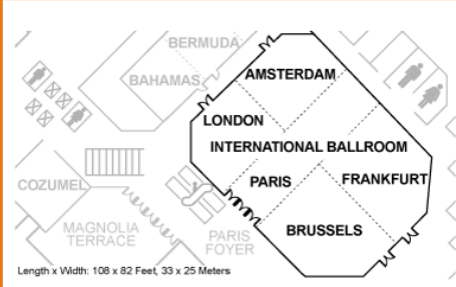 BERMUDA
AMSTERDAM
BAHAMAS
LONDON
INTERNATIONAL BALLROOM
COZUMEL
PARIS
FRANKFURT
MAGNOLIA
TERRACE
PARIS
FOYER
BRUSSELS
Length x Width: 108 x 82 Feet, 33 x 25 Meters